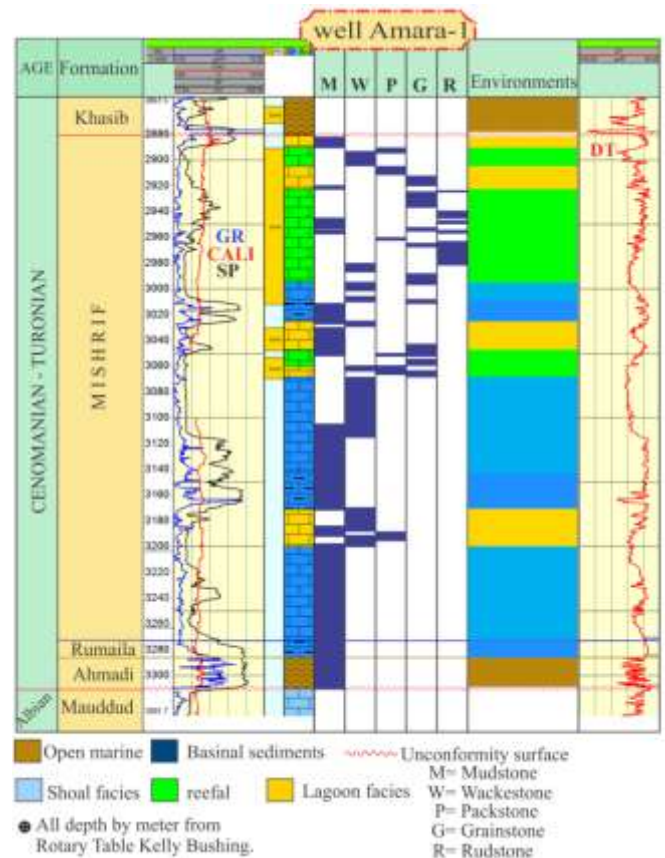 well Amara-1
AGE Formation
M W P G R Environments
Khasib
CENOMANIAN - TURONIAN
MISHRIF
Rumaila
Ahmadi
Albian
Mauddud
2880
2900
2920
2940
2960
2980
3000
3020
3040
3060
3080
3100
3120
3140
3160
3180
3200
3220
3240
3260
3280
3300
GR
CALI
SP
DT
Open marine Basinal sediments Unconformity surface
Shoal facies reefal Lagoon facies
M= Mudstone
W= Wackestone
P= Packstone
G= Grainstone
R= Rudstone
All depth by meter from
Rotary Table Kelly Bushing.